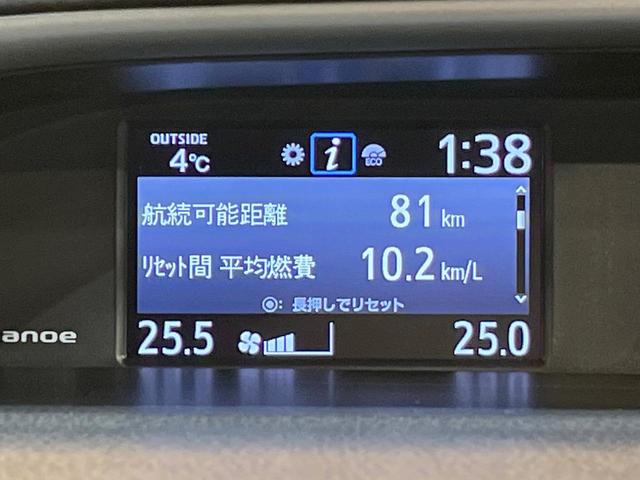 OUTSIDE
4℃
i
ECO
1:38
航続可能距離 81 km
リセット間 平均燃費 10.2 km/L
◉: 長押しでリセット
anoe
25.5
25.0